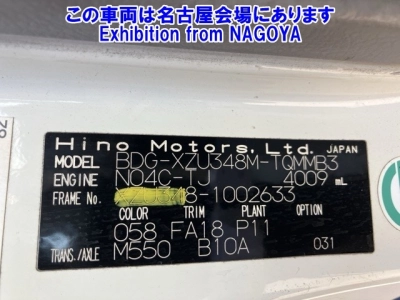 この車両は名古屋会場にあります
Exhibition from NAGOYA
Hino Motors, Ltd. JAPAN
MODEL BDG-XZU348M-TQMMB3
ENGINE N04C-TJ 4009 mL
FRAME No. 8-1002633
COLOR TRIM PLANT OPTION
058 FA18 P11
TRANS./AXLE M550 B10A 031